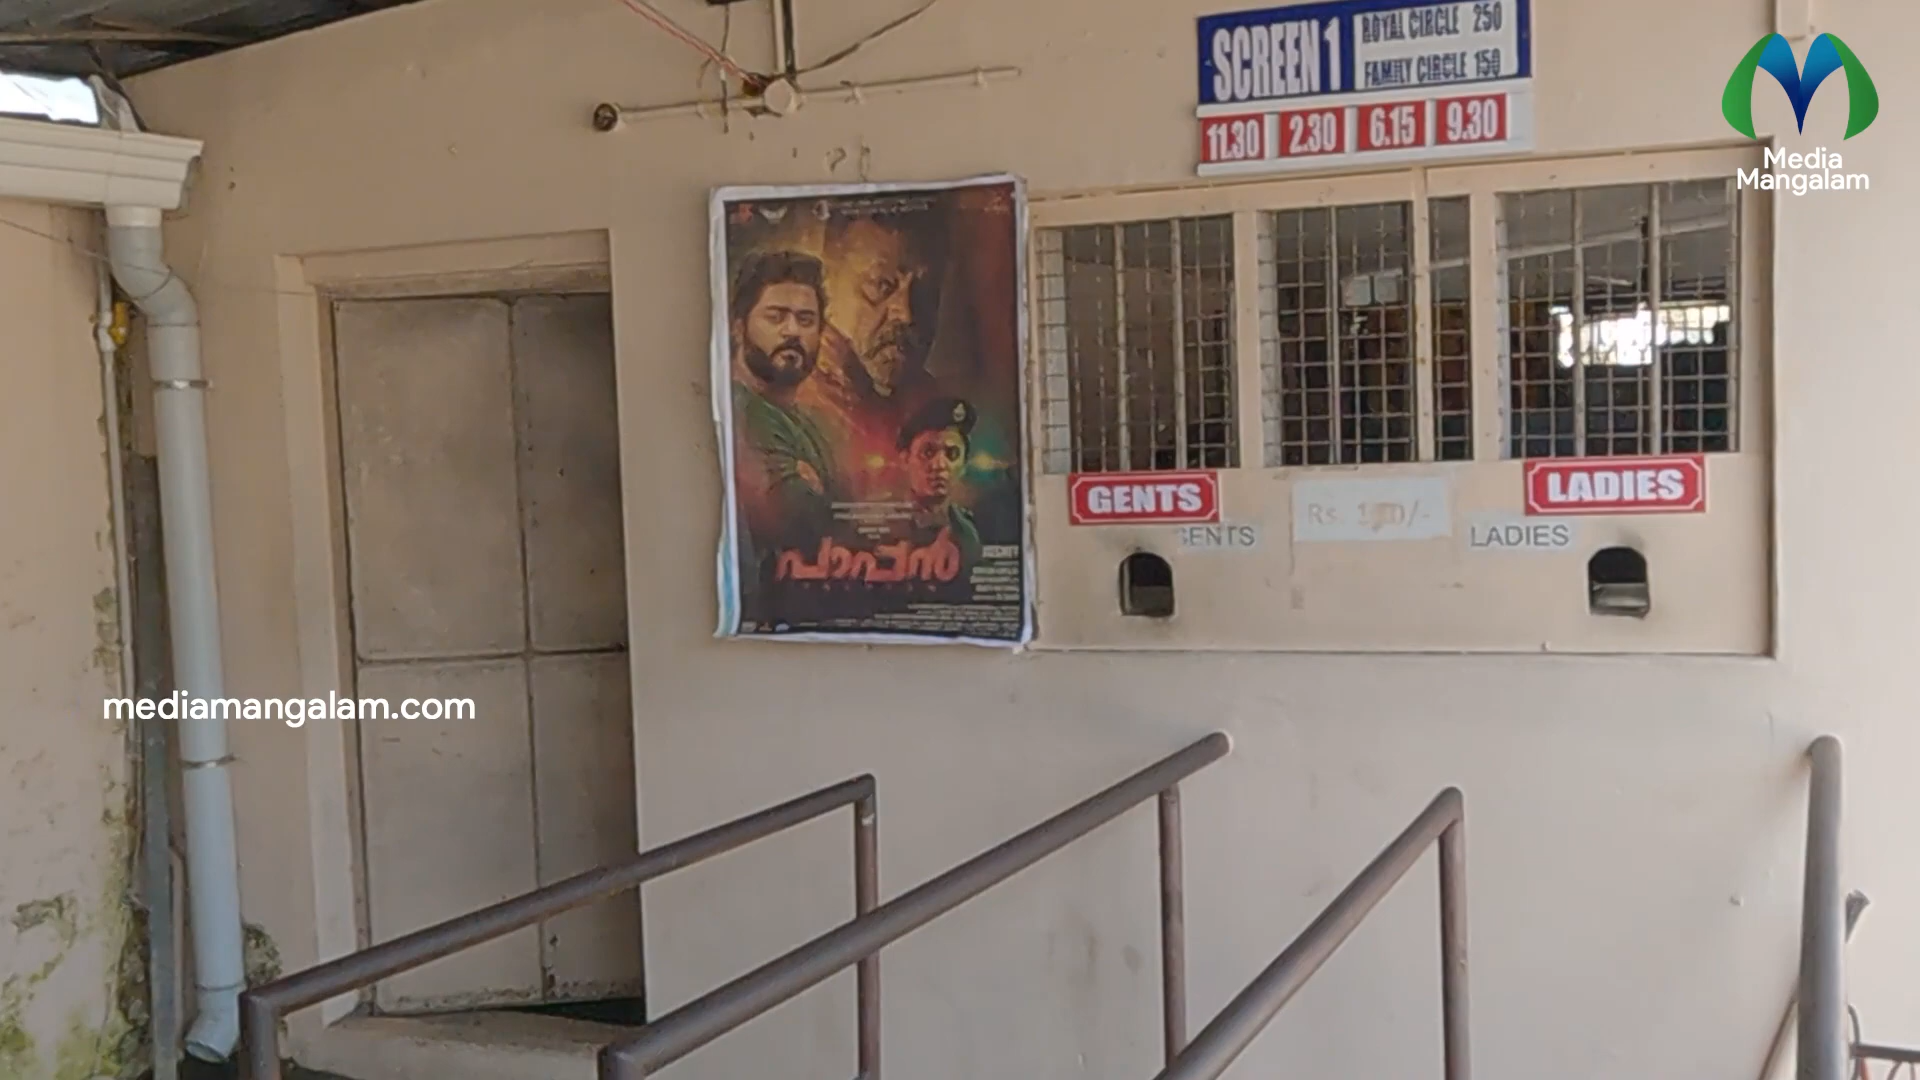 SCREEN 1
ROYAL CIRCLE 250
FAMILY CIRCLE 150
11.30 2.30 6.15 9.30
Media
Mangalam
GENTS
LADIES
GENTS
LADIES
പാപ്പൻ
mediamangalam.com